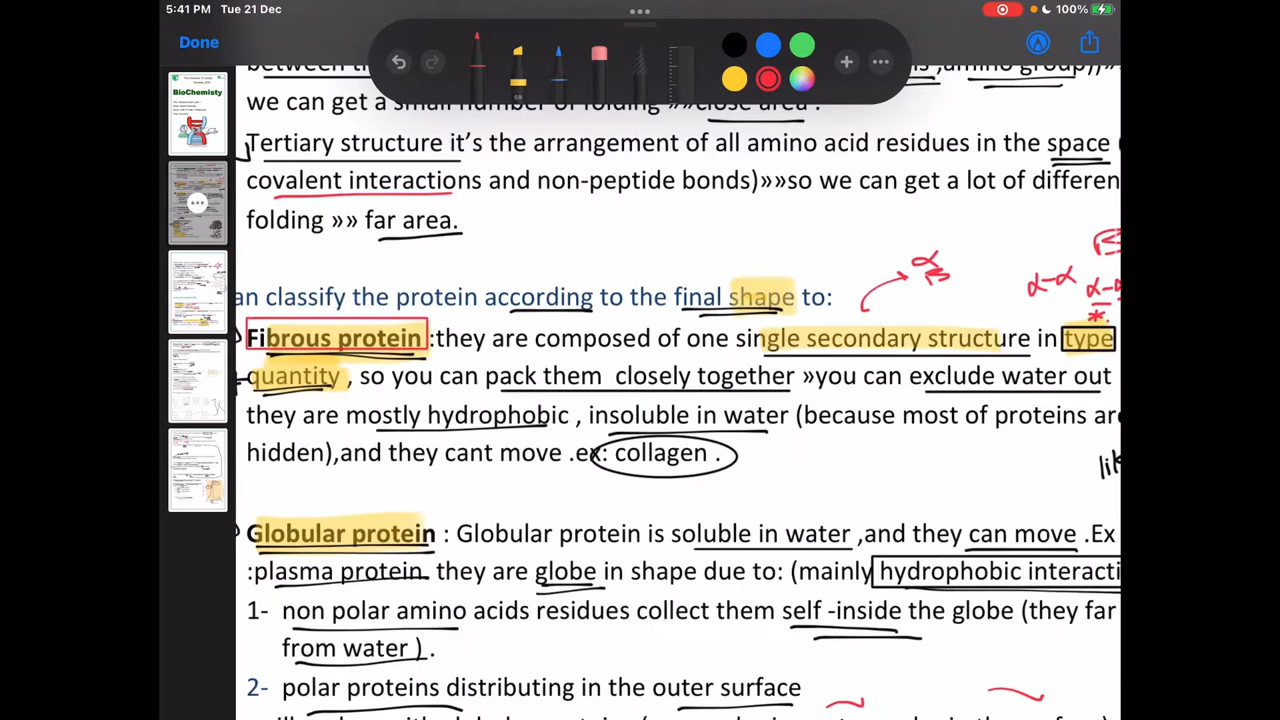 5:41 PM Tue 21 Dec
100%
Done
BioChemisty
we can get a small number of folding »»close area .
Tertiary structure it's the arrangement of all amino acid residues in the space
covalent interactions and non-peptide bonds)»»so we can get a lot of differen
folding »» far area.
α
α-α
an classify the protein according to the final shape to:
Fibrous protein :they are composed of one single secondary structure in type
quantity , so you can pack them closely together »you can exclude water out
they are mostly hydrophobic , insoluble in water (because most of proteins are
hidden),and they cant move .ex: collagen .
lik
Globular protein : Globular protein is soluble in water ,and they can move .Ex
:plasma protein they are globe in shape due to: (mainly hydrophobic interacti
1- non polar amino acids residues collect them self -inside the globe (they far
from water ) .
2- polar proteins distributing in the outer surface